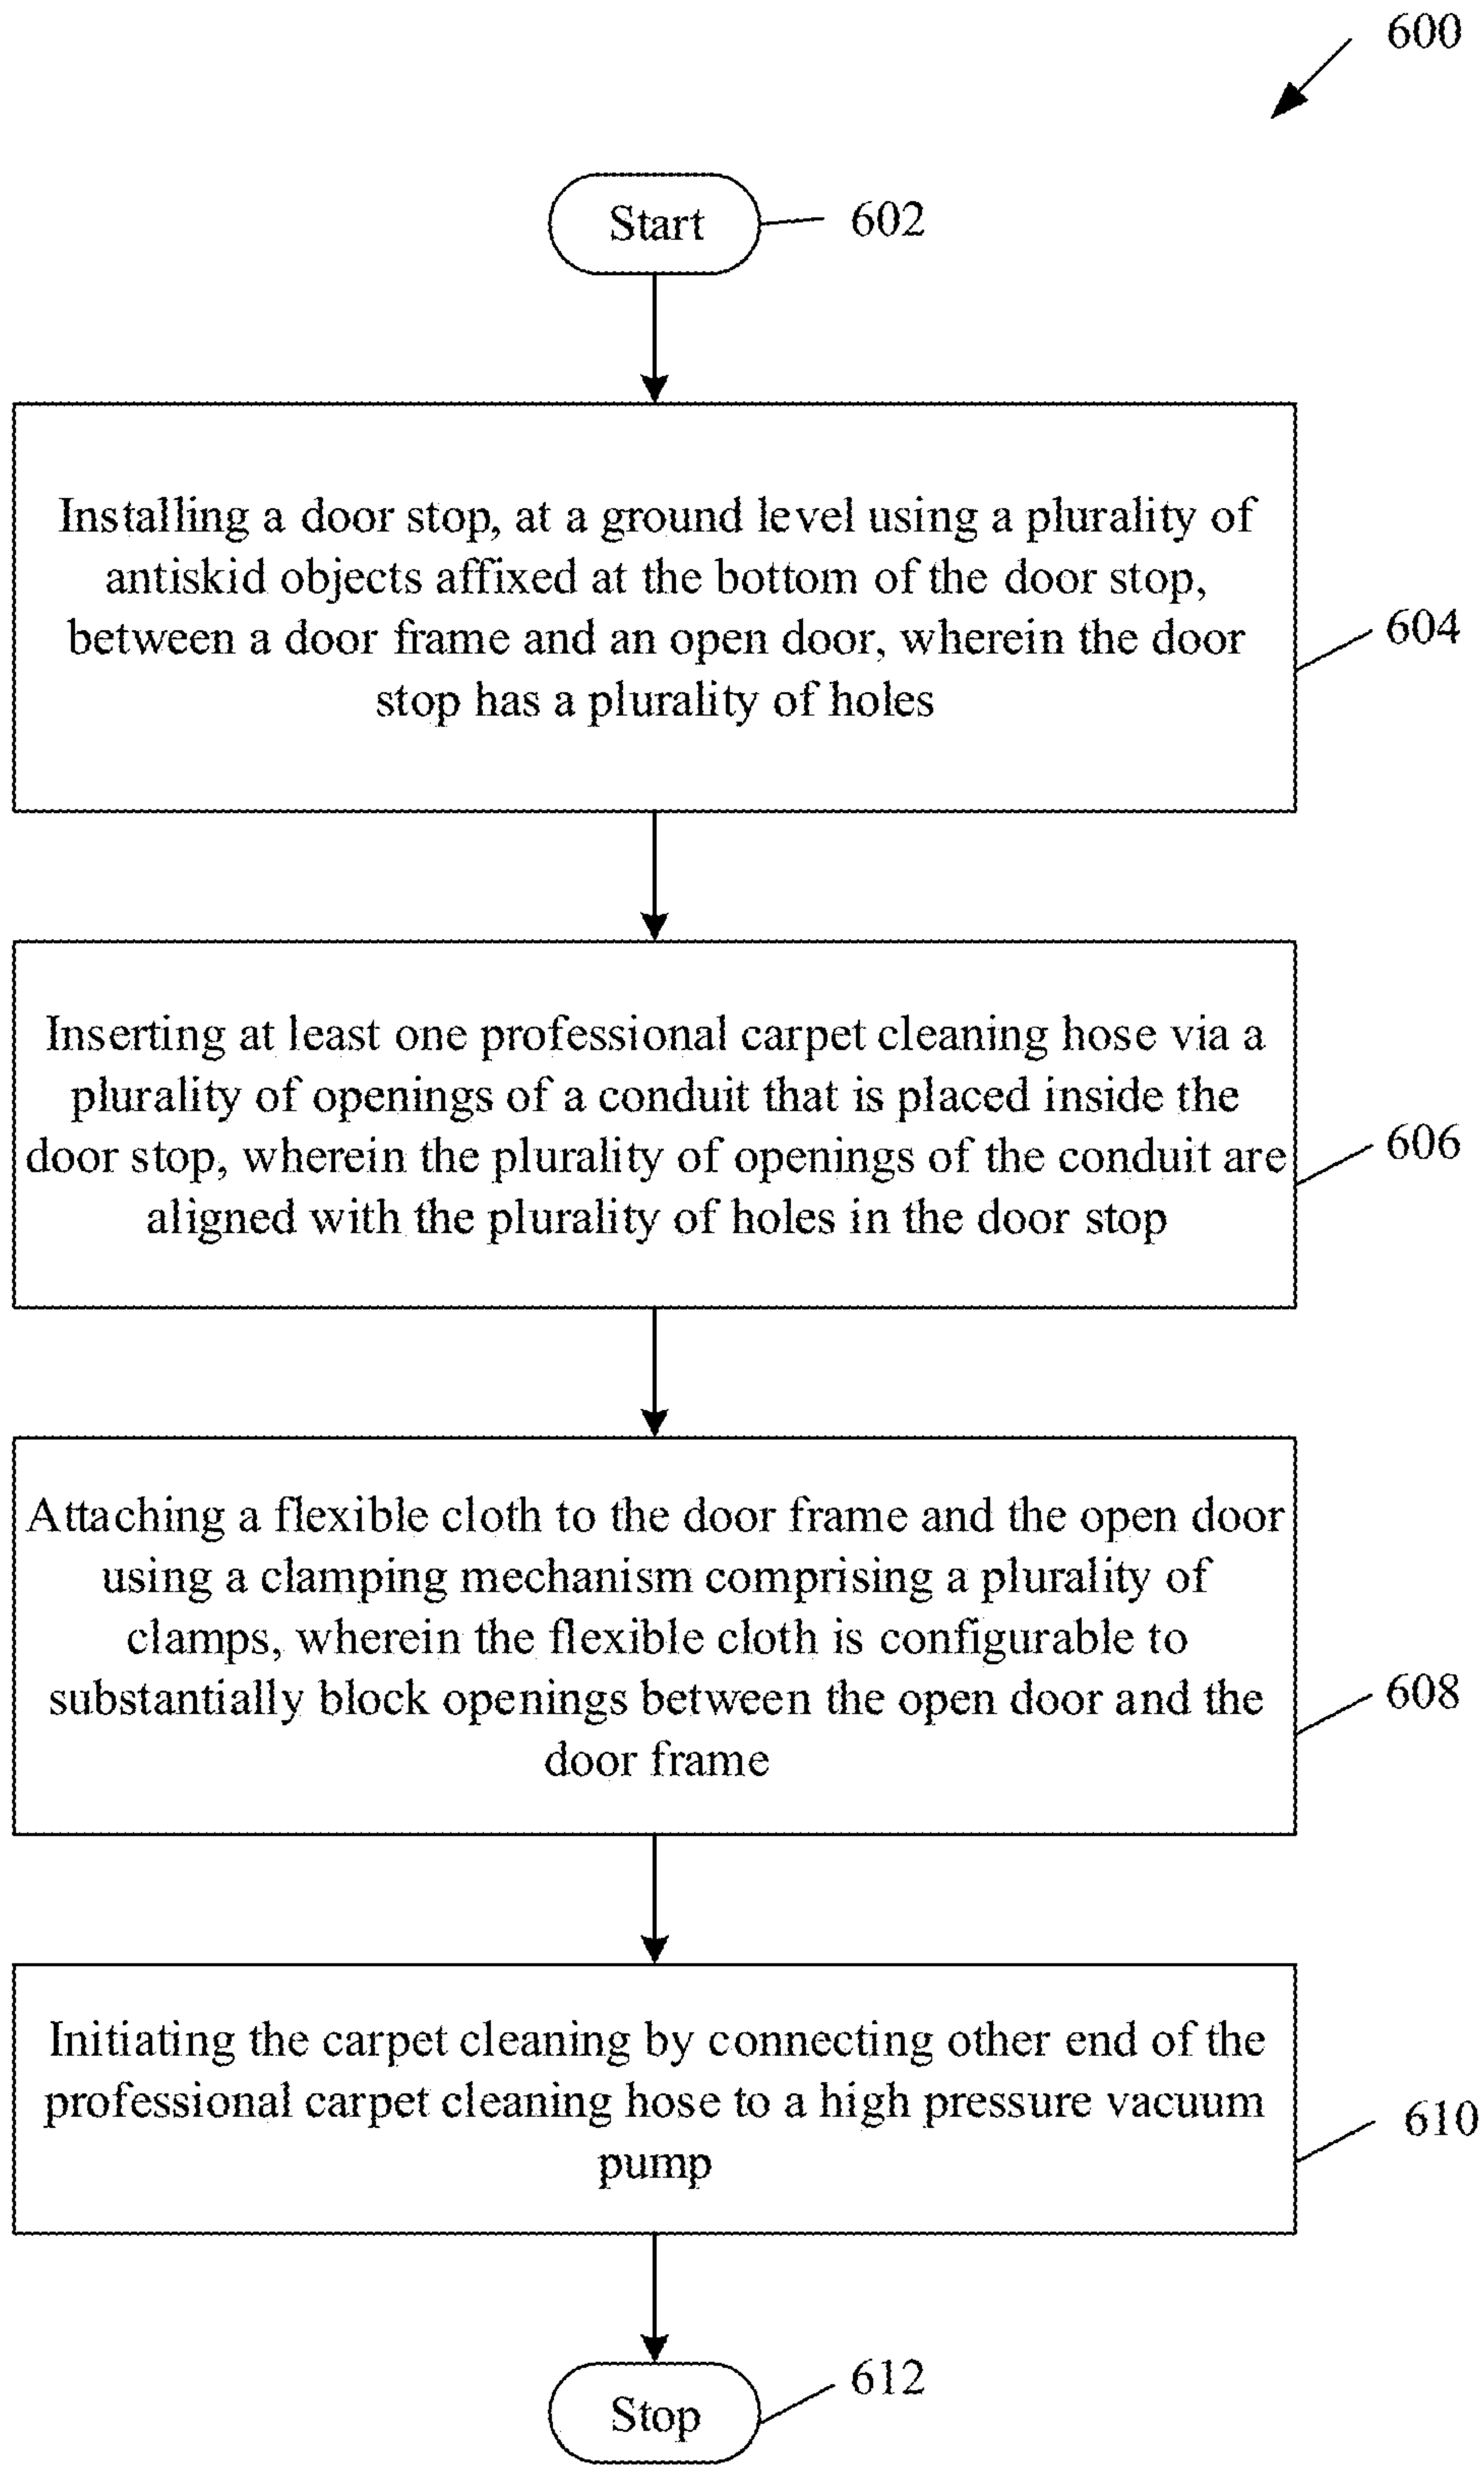 600
Start
602
Installing a door stop, at a ground level using a plurality of
antiskid objects affixed at the bottom of the door stop,
between a door frame and an open door, wherein the door
stop has a plurality of holes
604
Inserting at least one professional carpet cleaning hose via a
plurality of openings of a conduit that is placed inside the
door stop, wherein the plurality of openings of the conduit are
aligned with the plurality of holes in the door stop
606
Attaching a flexible cloth to the door frame and the open door
using a clamping mechanism comprising a plurality of
clamps, wherein the flexible cloth is configurable to
substantially block openings between the open door and the
door frame
608
Initiating the carpet cleaning by connecting other end of the
professional carpet cleaning hose to a high pressure vacuum
pump
610
Stop
612